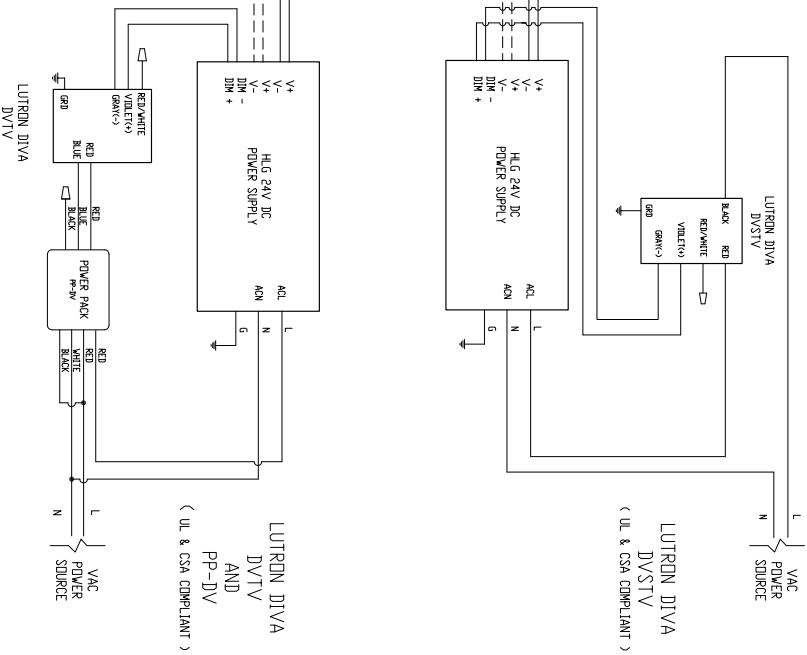 L
N
VAC
POWER
SOURCE
LUTRON DIVA
DVSTV
BLACK
RED
RED/WHITE
VIOLET(+)
GRAY(-)
GRD
LUTRON DIVA
DVSTV
( UL & CSA COMPLIANT )
V+
V-
V+
V-
DIM -
DIM +
HLG 24V DC
POWER SUPPLY
ACL
ACN
L
N
G
V+
V-
V+
V-
DIM -
DIM +
HLG 24V DC
POWER SUPPLY
ACL
ACN
L
N
G
LUTRON DIVA
DVTV
AND
PP-DV
( UL & CSA COMPLIANT )
RED/WHITE
VIOLET(+)
GRAY(-)
GRD
RED
BLUE
LUTRON DIVA
DVTV
RED
BLUE
BLACK
POWER PACK
PP-DV
RED
RED
WHITE
BLACK
L
N
VAC
POWER
SOURCE